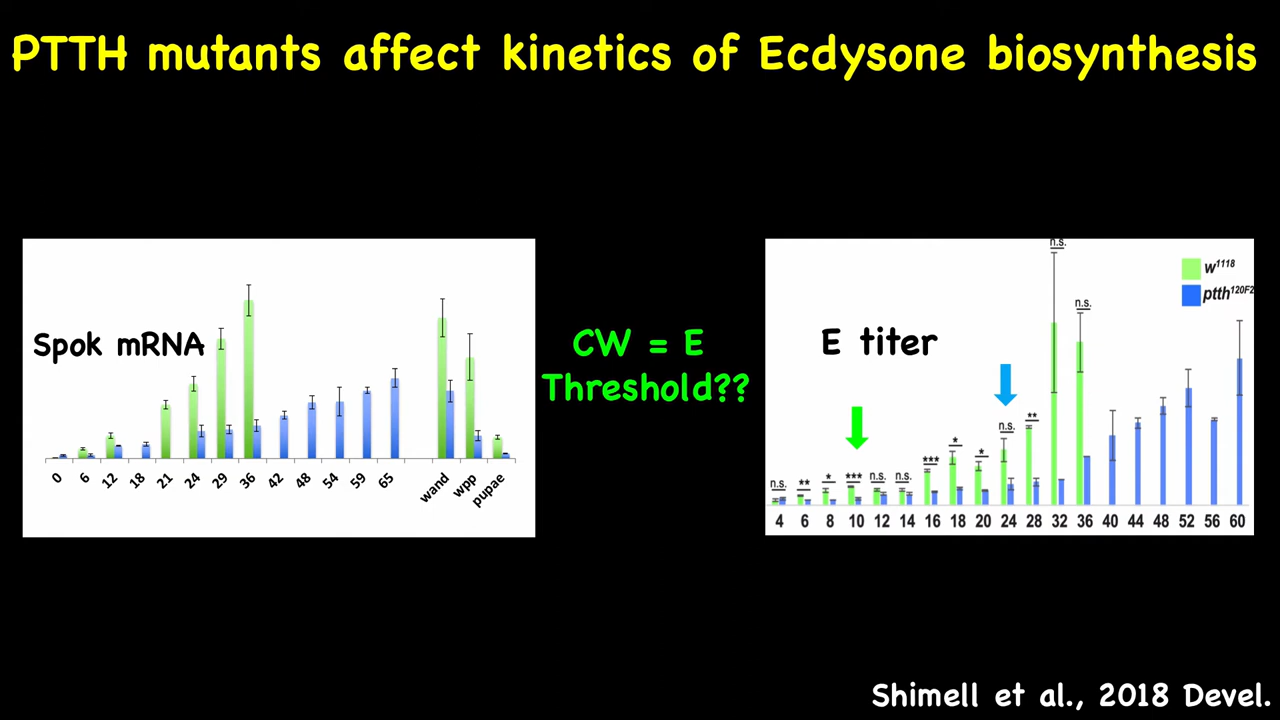 PTTH mutants affect kinetics of Ecdysone biosynthesis
Spok mRNA
0 6 12 18 21 24 29 36 42 48 54 59 65 wand wpp pupae
CW = E
Threshold??
E titer
w1118
ptth120F2
n.s. ** * *** n.s. n.s. *** * * n.s. ** n.s. n.s.
4 6 8 10 12 14 16 18 20 24 28 32 36 40 44 48 52 56 60
Shimell et al., 2018 Devel.